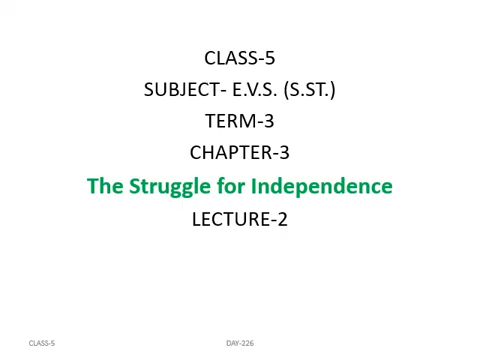 CLASS-5
SUBJECT- E.V.S. (S.ST.)
TERM-3
CHAPTER-3
The Struggle for Independence
LECTURE-2
CLASS-5 DAY-226